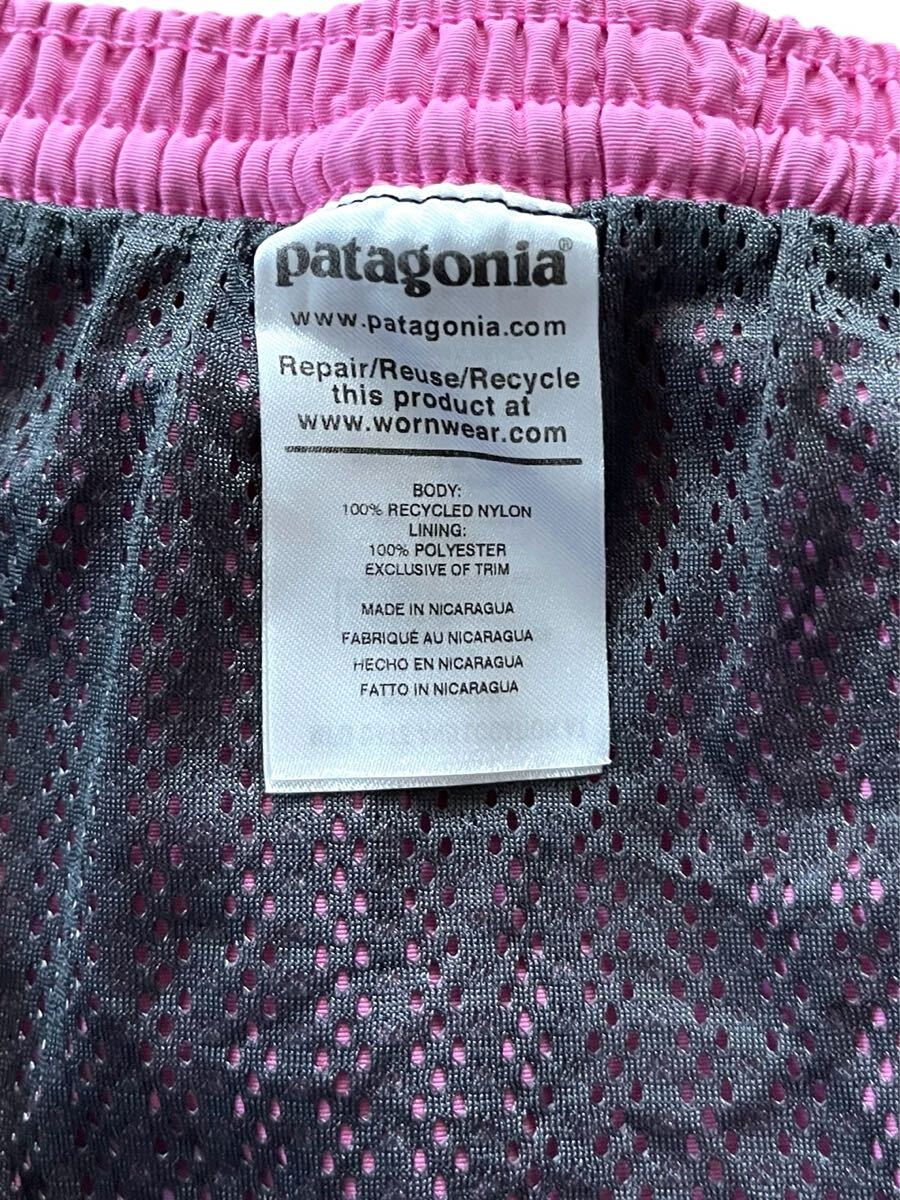 patagonia®
www.patagonia.com
Repair/Reuse/Recycle
this product at
www.wornwear.com
BODY:
100% RECYCLED NYLON
LINING:
100% POLYESTER
EXCLUSIVE OF TRIM
MADE IN NICARAGUA
FABRIQUÉ AU NICARAGUA
HECHO EN NICARAGUA
FATTO IN NICARAGUA